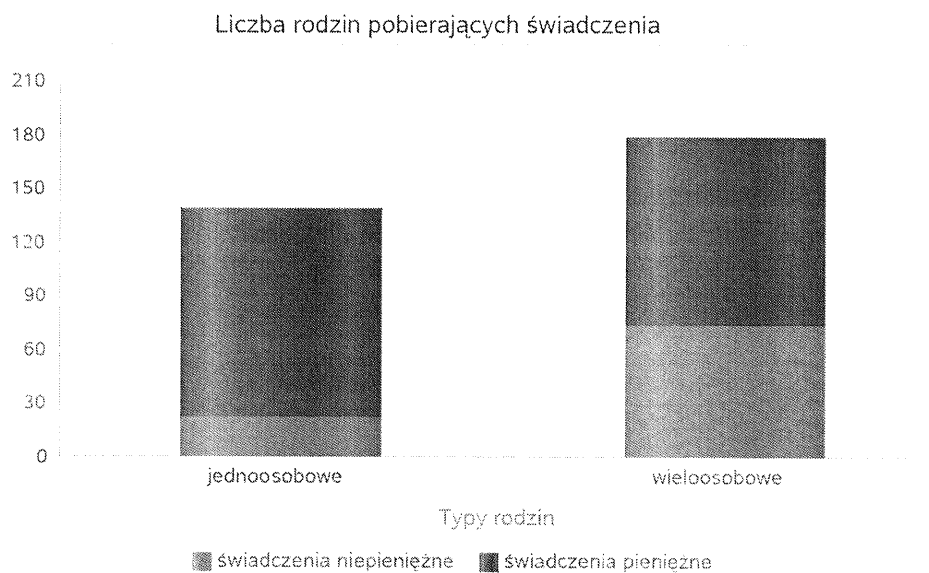 Liczba rodzin pobierających świadczenia
210
180
150
120
90
60
30
0
jednoosobowe wieloosobowe
Typy rodzin
świadczenia niepieniężne świadczenia pieniężne